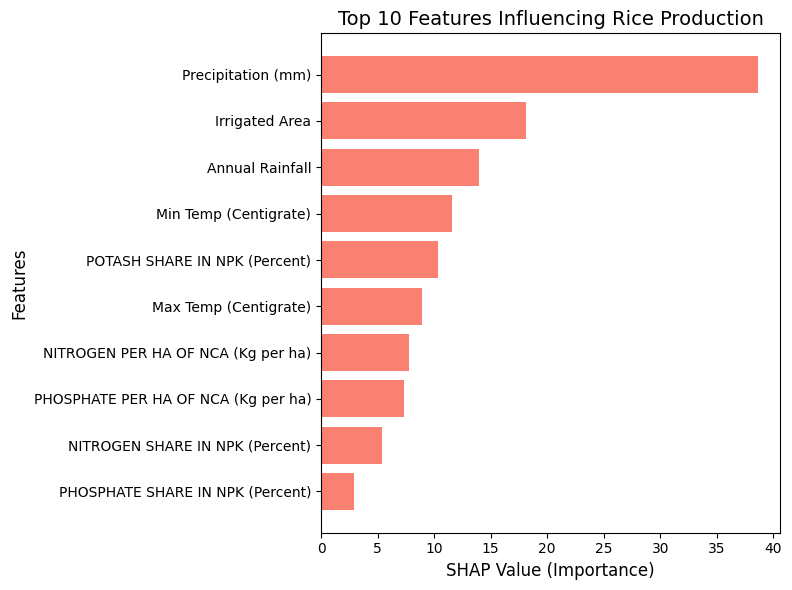 Top 10 Features Influencing Rice Production
Features
Precipitation (mm)
Irrigated Area
Annual Rainfall
Min Temp (Centigrate)
POTASH SHARE IN NPK (Percent)
Max Temp (Centigrate)
NITROGEN PER HA OF NCA (Kg per ha)
PHOSPHATE PER HA OF NCA (Kg per ha)
NITROGEN SHARE IN NPK (Percent)
PHOSPHATE SHARE IN NPK (Percent)
0 5 10 15 20 25 30 35 40
SHAP Value (Importance)